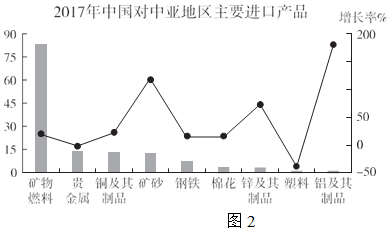 2017年中国对中亚地区主要进口产品
增长率%
90
75
60
45
30
15
0
200
50
0
-50
矿物燃料
贵金属
铜及其制品
矿砂
钢铁
棉花
锌及其制品
塑料
铝及其制品
图2